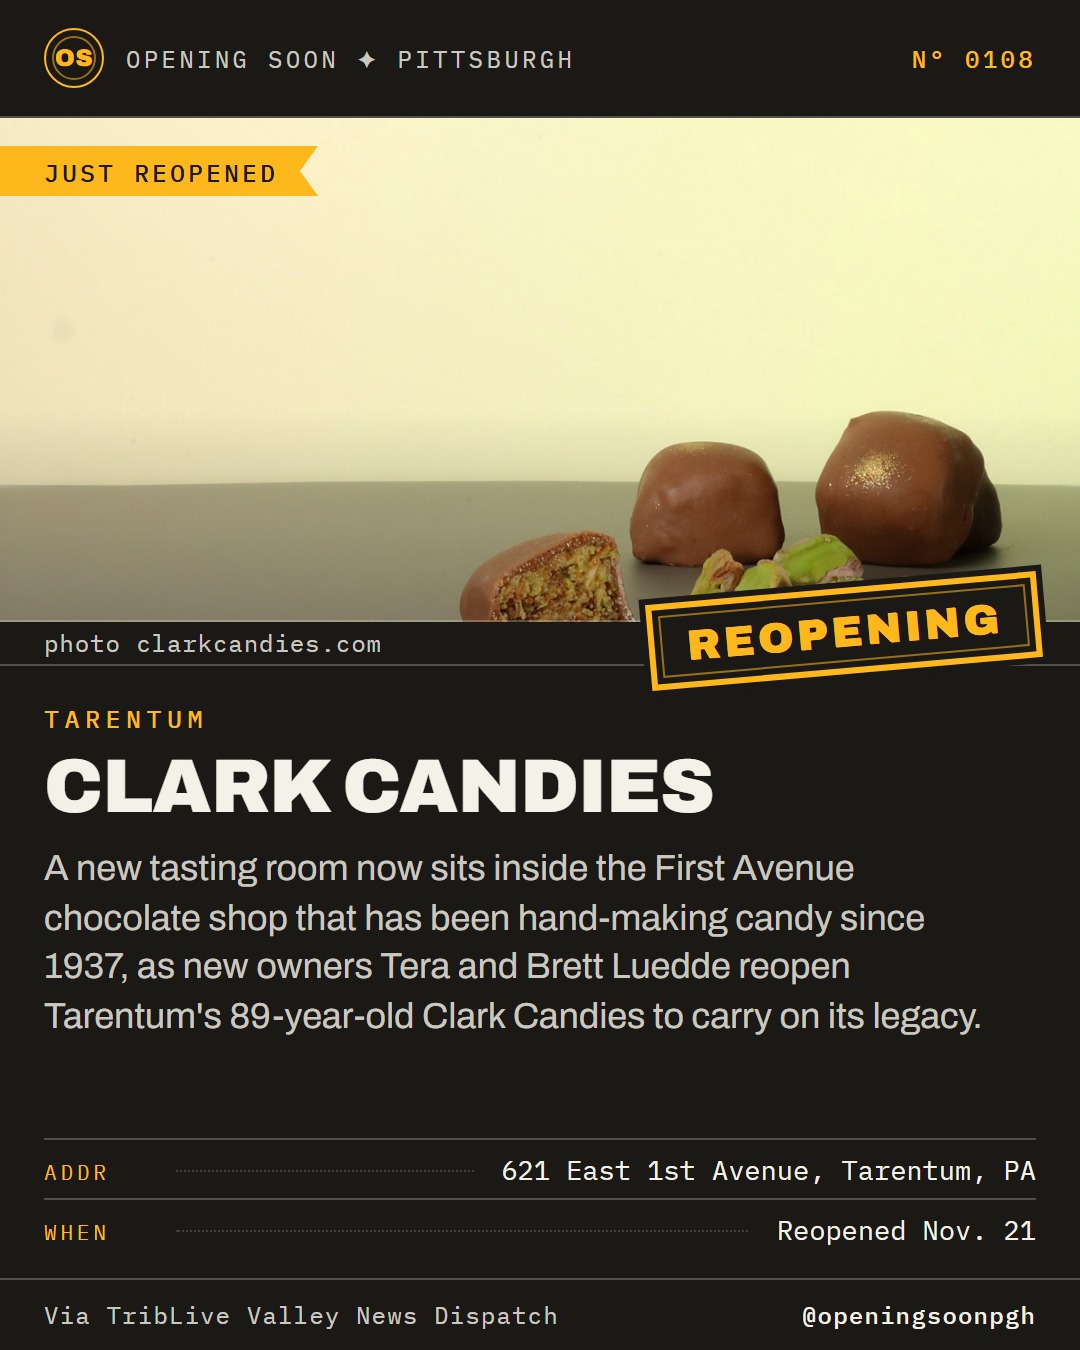 OS OPENING SOON ✦ PITTSBURGH N° 0108
JUST REOPENED
photo clarkcandies.com
REOPENING
TARENTUM
CLARK CANDIES
A new tasting room now sits inside the First Avenue
chocolate shop that has been hand-making candy since
1937, as new owners Tera and Brett Luedde reopen
Tarentum's 89-year-old Clark Candies to carry on its legacy.
ADDR 621 East 1st Avenue, Tarentum, PA
WHEN Reopened Nov. 21
Via TribLive Valley News Dispatch @openingsoonpgh